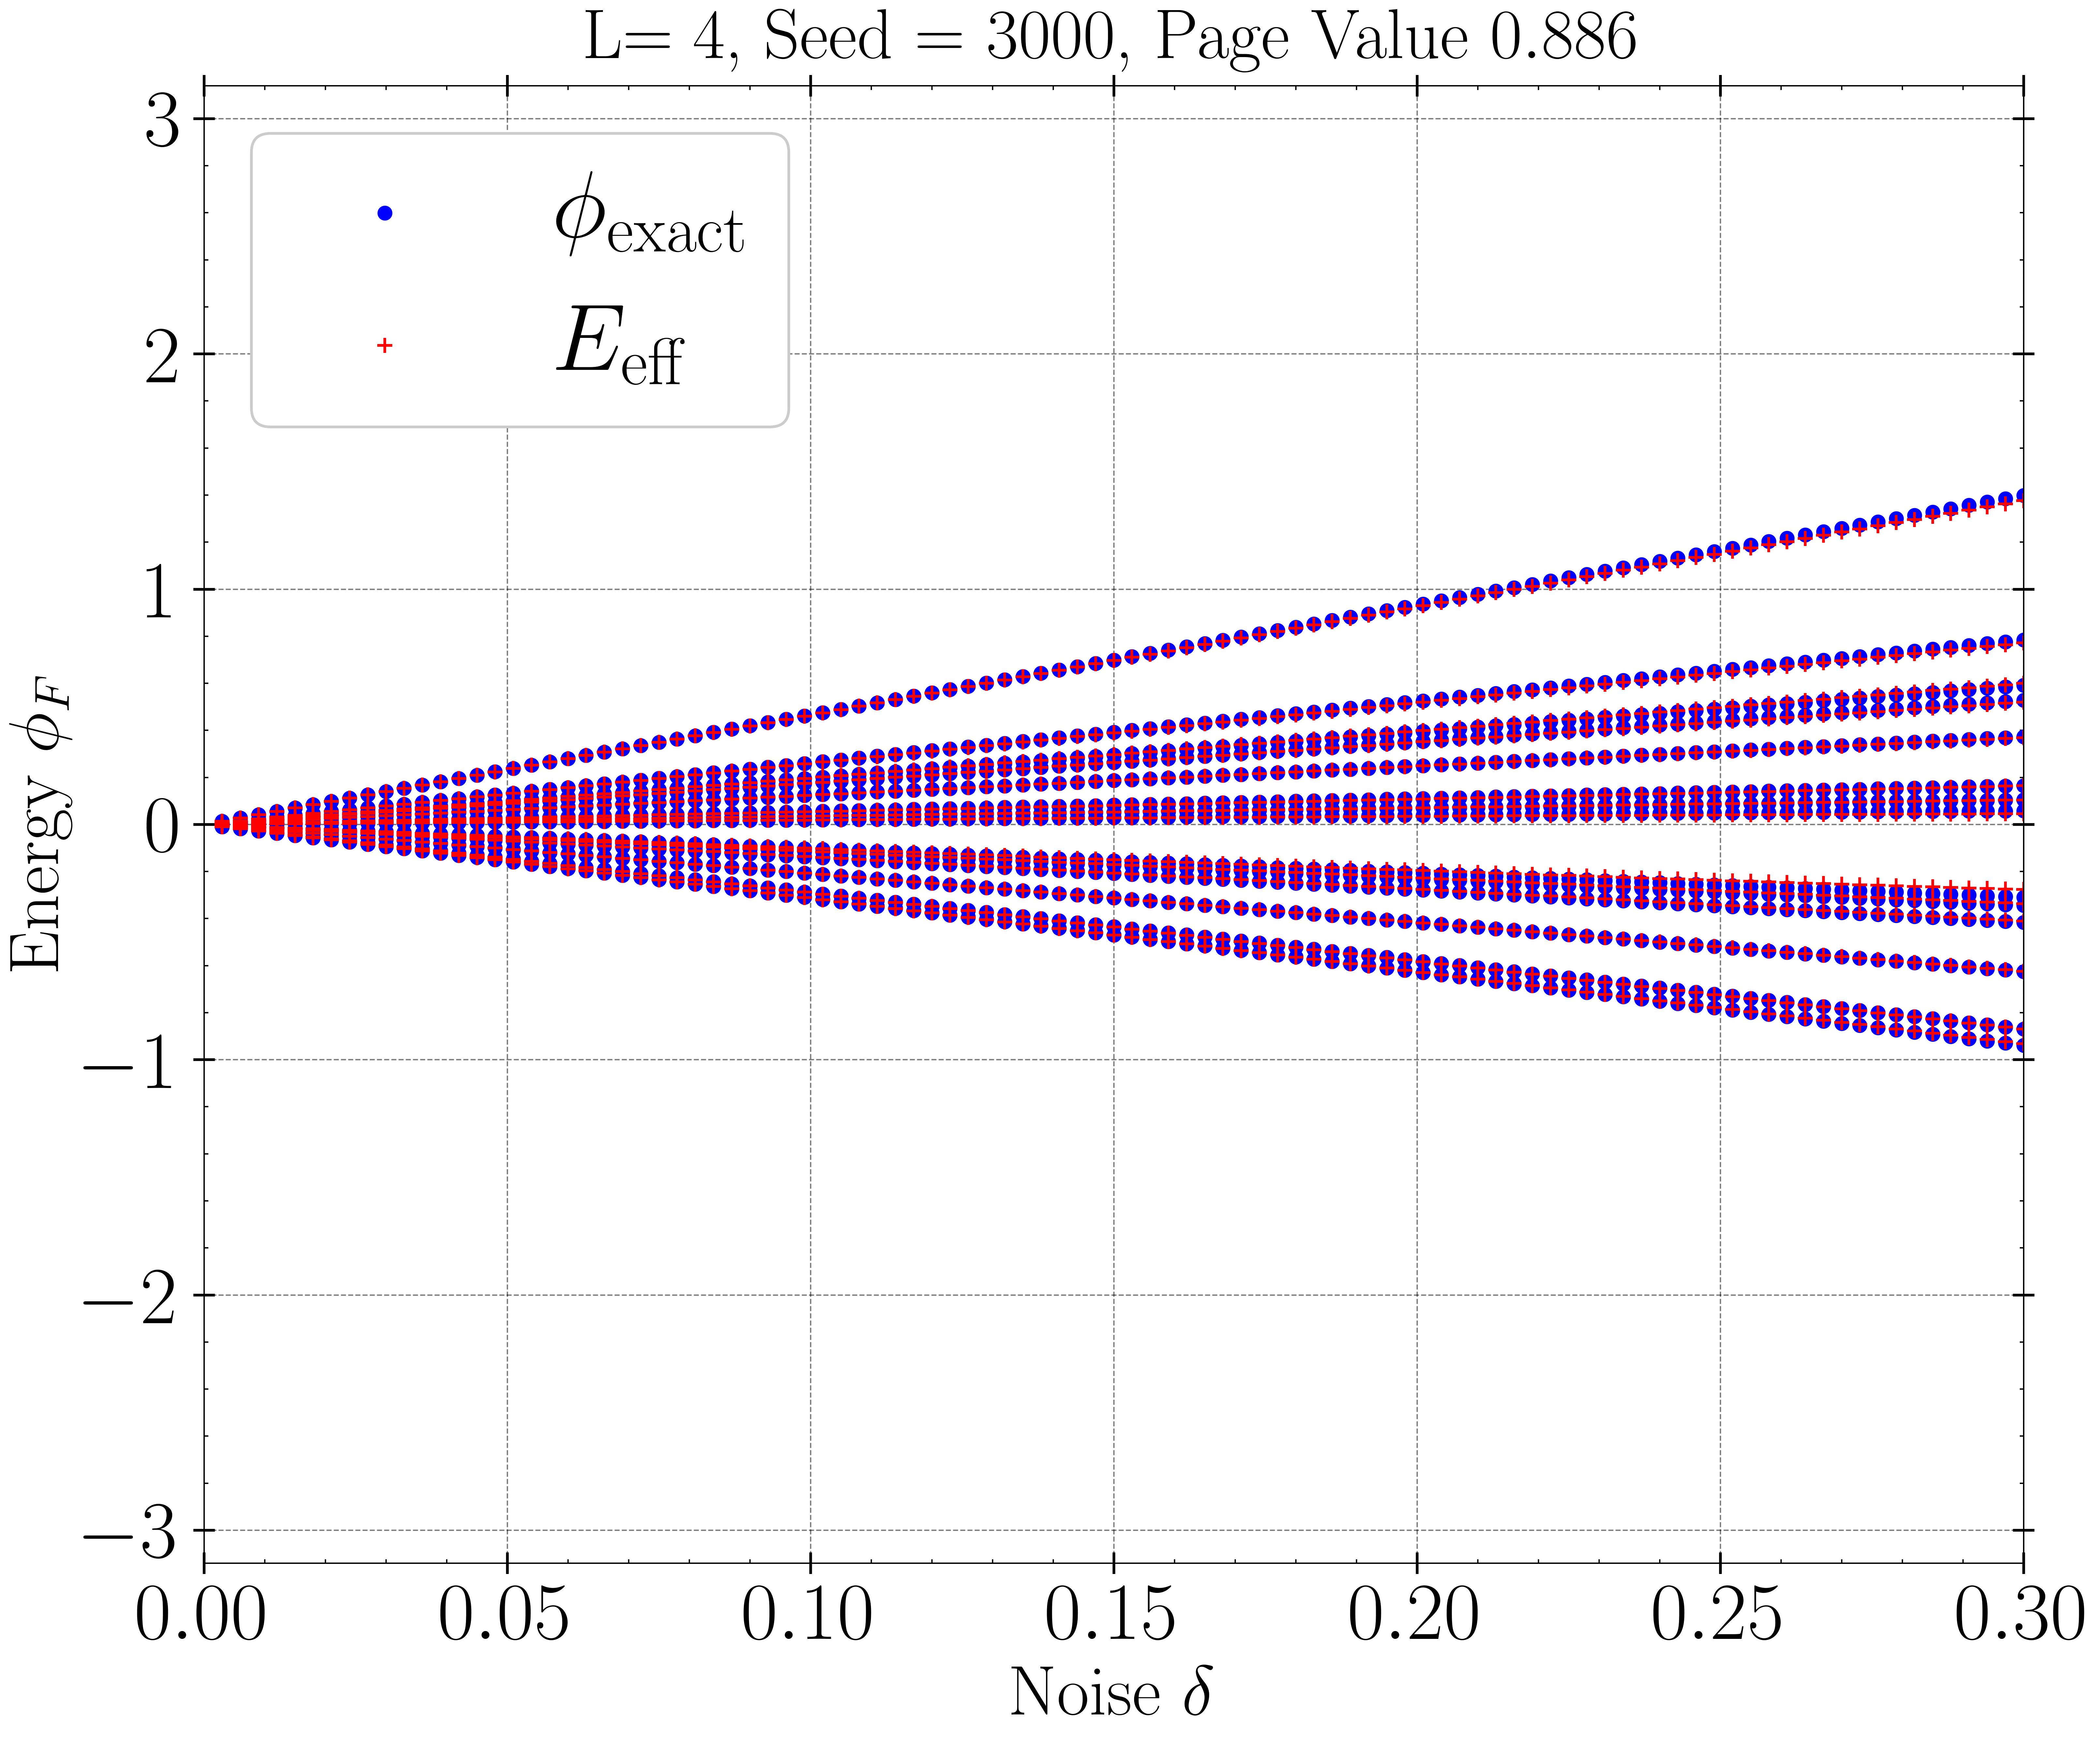 L= 4, Seed = 3000, Page Value 0.886
ϕ_exact
E_eff
Energy ϕ_F
3
2
1
0
−1
−2
−3
0.00 0.05 0.10 0.15 0.20 0.25 0.30
Noise δ